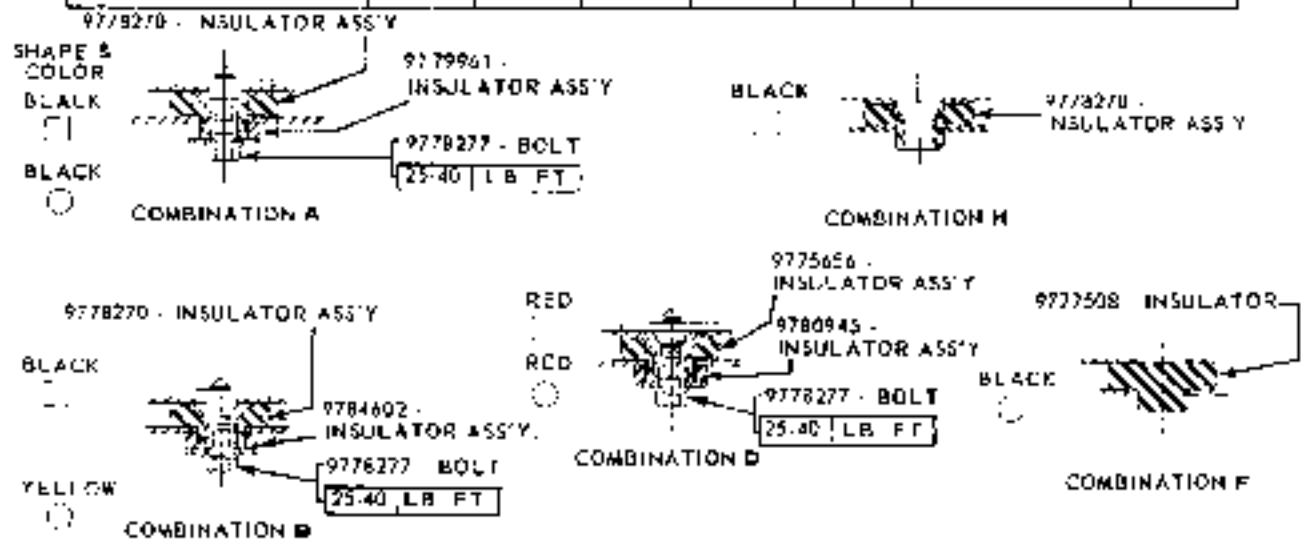 9778270 - INSULATOR ASS'Y
SHAPE &
COLOR
BLACK
BLACK
9779961 -
INSULATOR ASS'Y
9778277 - BOLT
25-40 LB FT
COMBINATION A
BLACK
9778270 -
INSULATOR ASS'Y
COMBINATION H
9778270 - INSULATOR ASS'Y
BLACK
YELLOW
9784602 -
INSULATOR ASS'Y.
9778277 BOLT
25-40 LB FT
COMBINATION B
RED
RED
9775656 -
INSULATOR ASS'Y
9780945 -
INSULATOR ASS'Y
9778277 - BOLT
25-40 LB FT
COMBINATION D
9777508 INSULATOR
BLACK
COMBINATION F